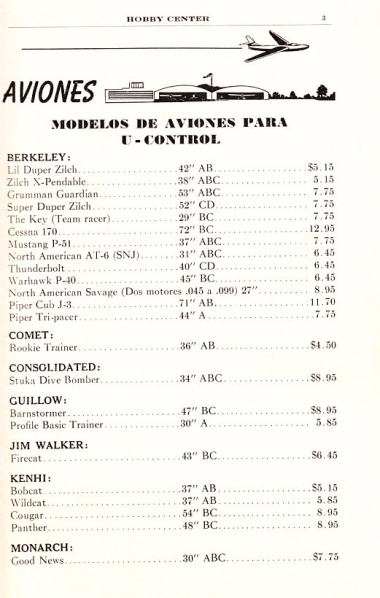 HOBBY CENTER 3
AVIONES
MODELOS DE AVIONES PARA
U - CONTROL
BERKELEY:
Lil Duper Zilch 42" AB $5.15
Zilch X-Pendable 38" ABC 5.15
Grumman Guardian 53" ABC 7.75
Super Duper Zilch 52" CD 7.75
The Key (Team racer) 29" BC 7.75
Cessna 170 72" BC 12.95
Mustang P-51 37" ABC 7.75
North American AT-6 (SNJ) 31" ABC 6.45
Thunderbolt 40" CD 6.45
Warhawk P-40 45" BC 6.45
North American Savage (Dos motores .045 a .099) 27" 8.95
Piper Cub J-3 71" AB 11.70
Piper Tri-pacer 44" A 7.75
COMET:
Rookie Trainer 36" AB $4.50
CONSOLIDATED:
Stuka Dive Bomber 34" ABC $8.95
GUILLOW:
Barnstormer 47" BC $8.95
Profile Basic Trainer 30" A 5.85
JIM WALKER:
Firecat 43" BC $6.45
KENHI:
Bobcat 37" AB $5.15
Wildcat 37" AB 5.85
Cougar 54" BC 8.95
Panther 48" BC 8.95
MONARCH:
Good News 30" ABC $7.75